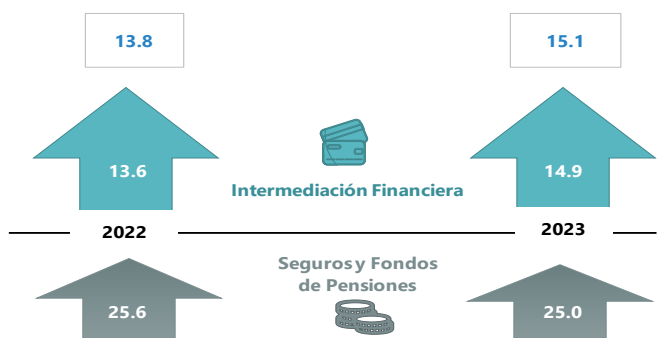 13.8
15.1
13.6
14.9
Intermediación Financiera
2022
2023
Seguros y Fondos
de Pensiones
25.6
25.0